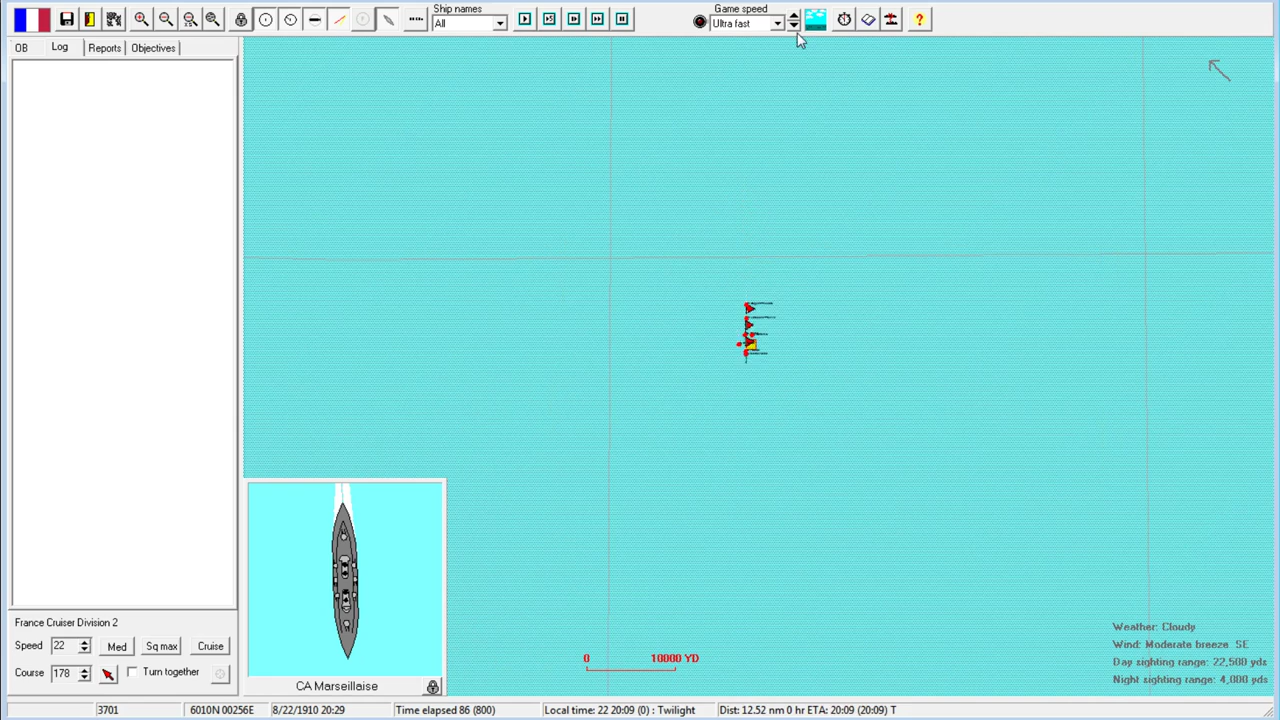 Ship names
Game speed
All
Ultra fast
OB
Log
Reports
Objectives
0 10000 YD
Weather: Cloudy
Wind: Moderate breeze SE
Day sighting range: 22,500 yds
Night sighting range: 4,000 yds
France Cruiser Division 2
Speed 22 Med Sq max Cruise
Course 178 Turn together
CA Marseillaise
3701 6010N 00256E 8/22/1910 20:29 Time elapsed 86 (800) Local time: 22 20:09 (0) : Twilight Dist: 12.52 nm 0 hr ETA: 20:09 (20:09) T